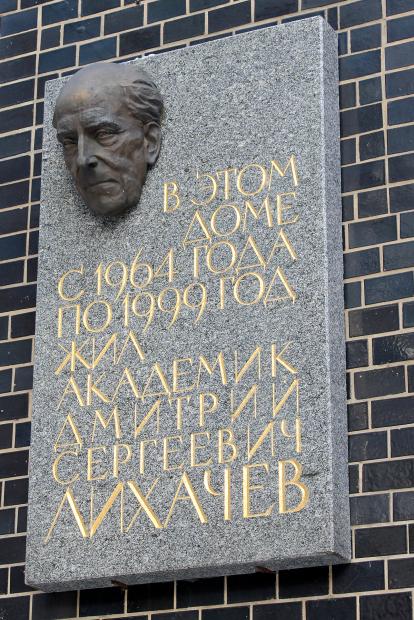 В ЭТОМ
ДОМЕ
С 1964 ГОДА
ПО 1999 ГОД
ЖИЛ
АКАДЕМИК
ДМИТРИЙ
СЕРГЕЕВИЧ
ЛИХАЧЕВ